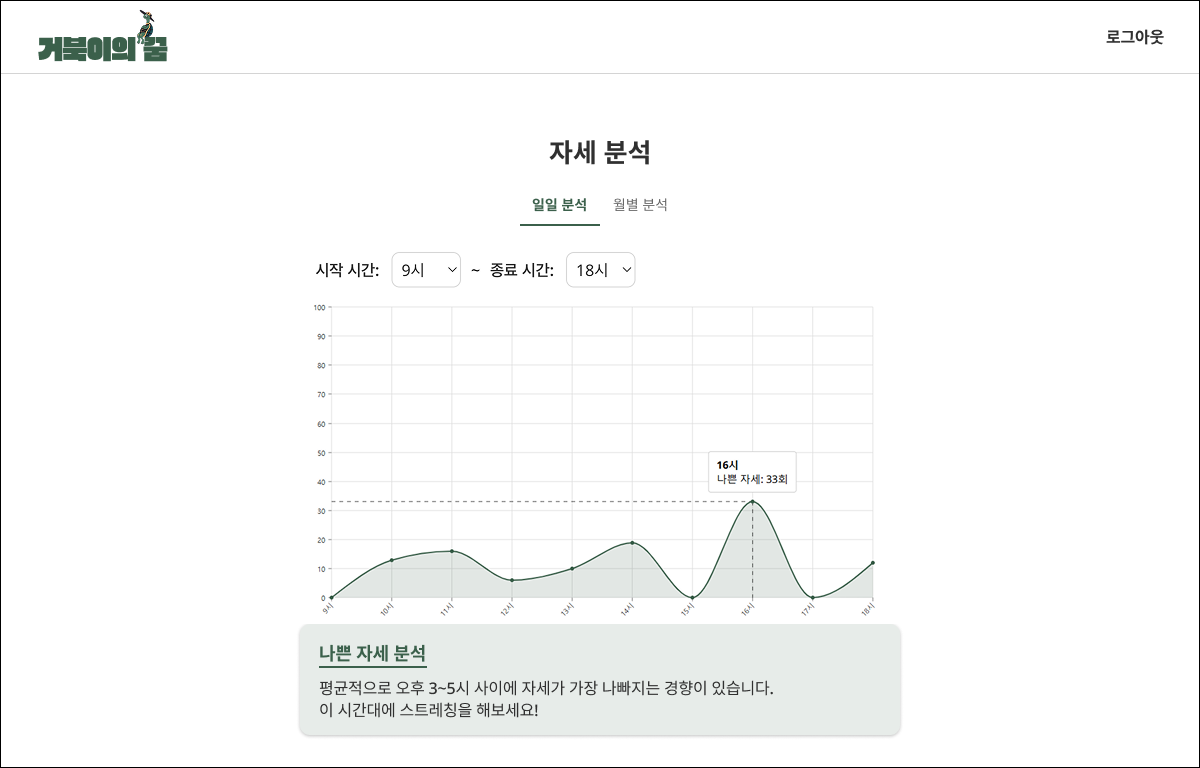 거북이의 꿈
로그아웃
자세 분석
일일 분석 월별 분석
시작 시간: 9시 ~ 종료 시간: 18시
100
90
80
70
60
50
16시
나쁜 자세: 33회
40
30
20
10
0
9시 10시 11시 12시 13시 14시 15시 16시 17시 18시
나쁜 자세 분석
평균적으로 오후 3~5시 사이에 자세가 가장 나빠지는 경향이 있습니다.
이 시간대에 스트레칭을 해보세요!